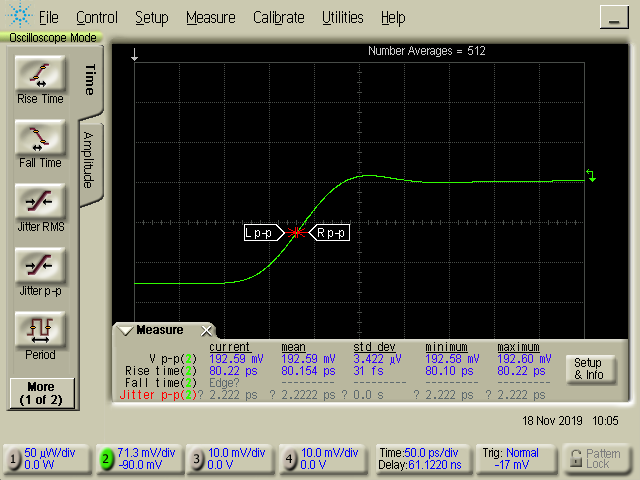 File Control Setup Measure Calibrate Utilities Help
Oscilloscope Mode
Number Averages = 512
Time
Amplitude
Rise Time
Fall Time
Jitter RMS
Jitter p-p
Period
More
(1 of 2)
L p-p
R p-p
Measure
current mean std dev minimum maximum
V p-p(2) 192.59 mV 192.59 mV 3.422 µV 192.58 mV 192.60 mV
Rise time(2) 80.22 ps 80.154 ps 31 fs 80.10 ps 80.22 ps
Fall time(2) Edge? --------- --------- --------- ---------
Jitter p-p(2) ? 2.222 ps ? 2.2222 ps ? 0.0 s ? 2.222 ps ? 2.222 ps
Setup
& Info
18 Nov 2019 10:05
1 50 µW/div
0.0 W
2 71.3 mV/div
-90.0 mV
3 10.0 mV/div
0.0 V
4 10.0 mV/div
0.0 V
Time:50.0 ps/div
Delay:61.1220 ns
Trig: Normal
-17 mV
Pattern
Lock